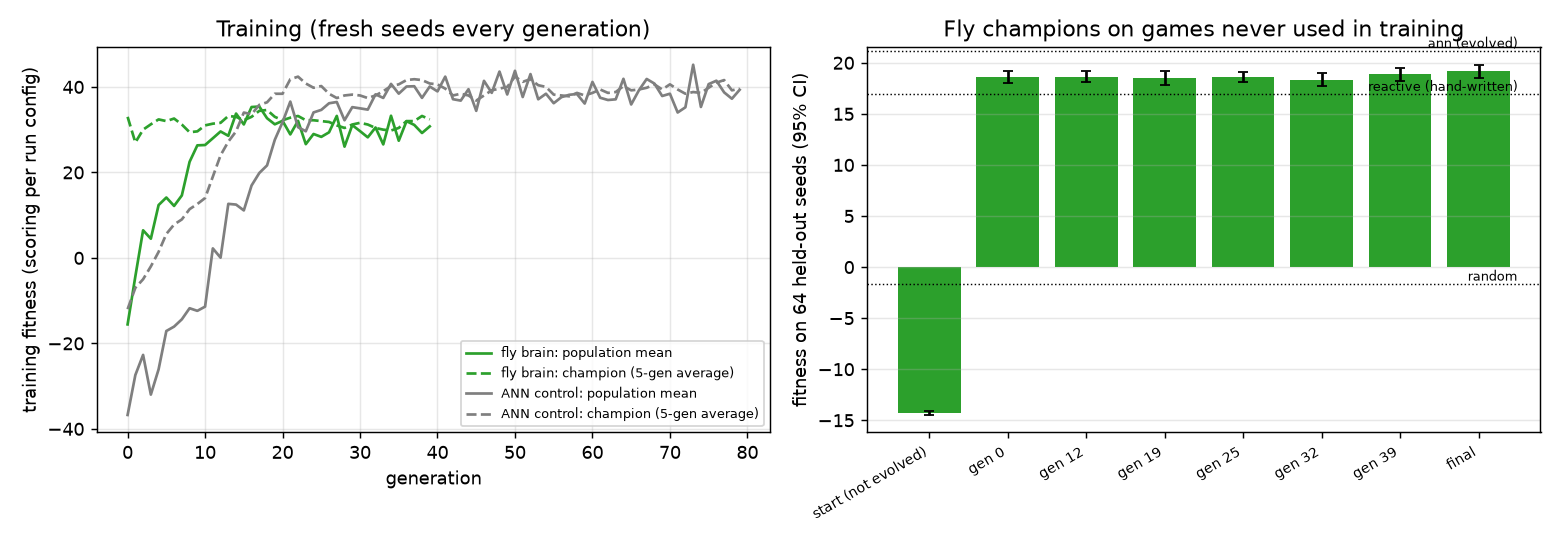 Training (fresh seeds every generation)
training fitness (scoring per run config)
40
20
0
−20
−40
0 10 20 30 40 50 60 70 80
generation
fly brain: population mean
fly brain: champion (5-gen average)
ANN control: population mean
ANN control: champion (5-gen average)
Fly champions on games never used in training
fitness on 64 held-out seeds (95% CI)
20
15
10
5
0
−5
−10
−15
ann (evolved)
reactive (hand-written)
random
start (not evolved)
gen 0
gen 12
gen 19
gen 25
gen 32
gen 39
final